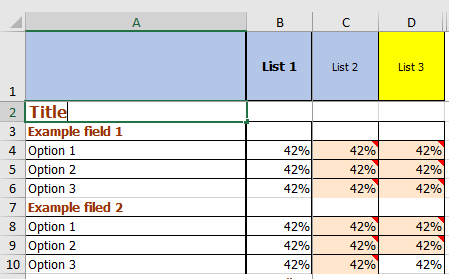 A B C D
1 List 1 List 2 List 3
2 Title
3 Example field 1
4 Option 1 42% 42% 42%
5 Option 2 42% 42% 42%
6 Option 3 42% 42% 42%
7 Example filed 2
8 Option 1 42% 42% 42%
9 Option 2 42% 42% 42%
10 Option 3 42% 42% 42%